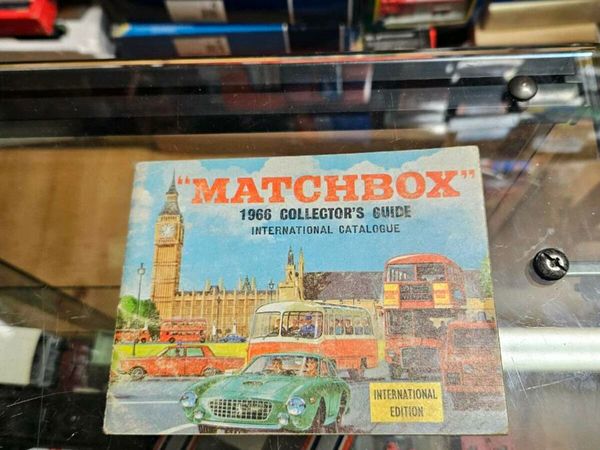 "MATCHBOX"
1966 COLLECTOR'S GUIDE
INTERNATIONAL CATALOGUE
INTERNATIONAL
EDITION